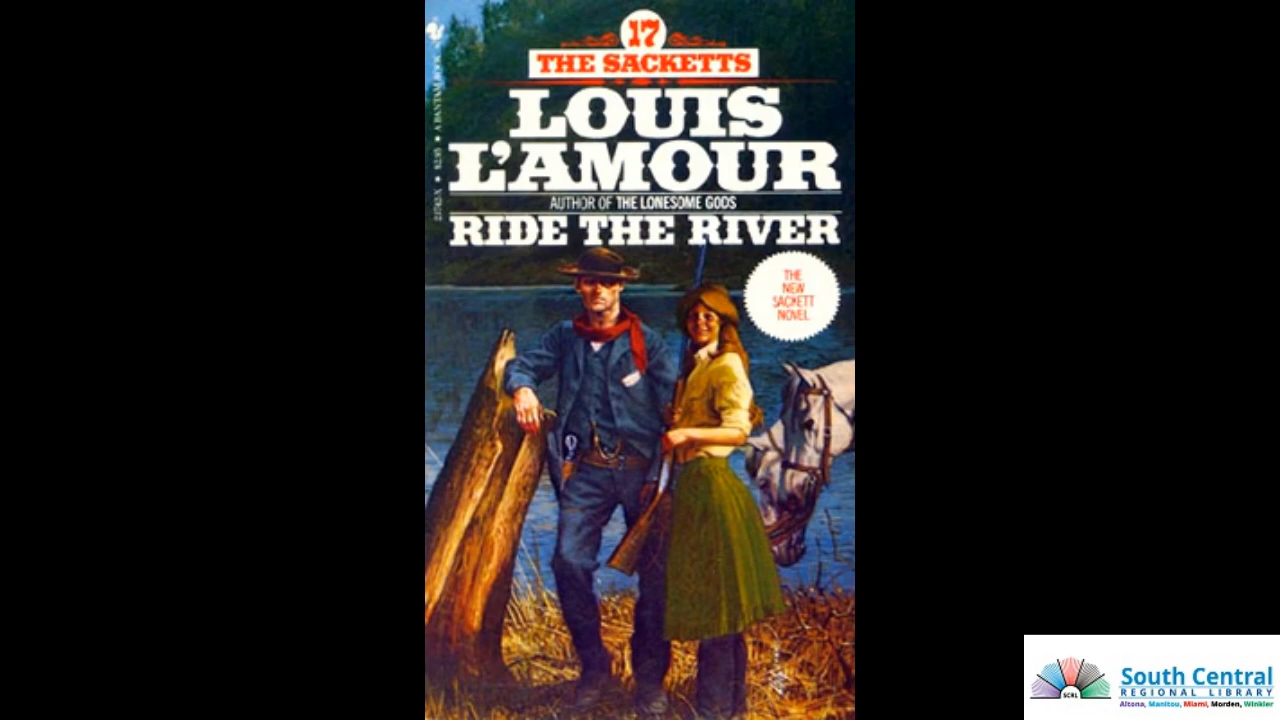 17
THE SACKETTS
LOUIS
L'AMOUR
AUTHOR OF THE LONESOME GODS
RIDE THE RIVER
THE
NEW
SACKETT
NOVEL
SCRL
South Central
REGIONAL LIBRARY
Altona, Manitou, Miami, Morden, Winkler